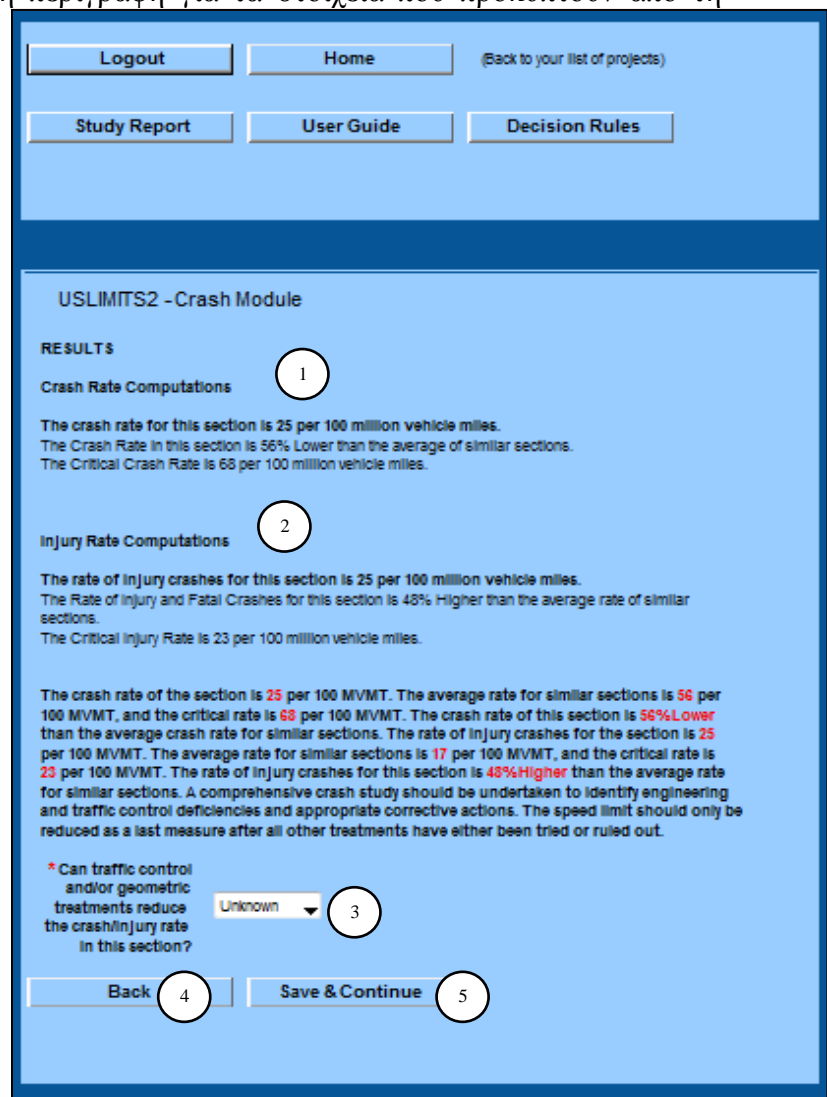 περιγραφή για τα στοιχεία που προκύπτουν από τη
Logout Home (Back to your list of projects)
Study Report User Guide Decision Rules
USLIMITS2 - Crash Module
RESULTS
1
Crash Rate Computations
The crash rate for this section is 25 per 100 million vehicle miles.
The Crash Rate in this section is 56% Lower than the average of similar sections.
The Critical Crash Rate is 68 per 100 million vehicle miles.
2
Injury Rate Computations
The rate of injury crashes for this section is 25 per 100 million vehicle miles.
The Rate of Injury and Fatal Crashes for this section is 48% Higher than the average rate of similar
sections.
The Critical Injury Rate is 23 per 100 million vehicle miles.
The crash rate of the section is 25 per 100 MVMT. The average rate for similar sections is 56 per
100 MVMT, and the critical rate is 68 per 100 MVMT. The crash rate of this section is 56%Lower
than the average crash rate for similar sections. The rate of injury crashes for the section is 25
per 100 MVMT. The average rate for similar sections is 17 per 100 MVMT, and the critical rate is
23 per 100 MVMT. The rate of injury crashes for this section is 48%Higher than the average rate
for similar sections. A comprehensive crash study should be undertaken to identify engineering
and traffic control deficiencies and appropriate corrective actions. The speed limit should only be
reduced as a last measure after all other treatments have either been tried or ruled out.
* Can traffic control
and/or geometric
treatments reduce
the crash/injury rate
in this section?
Unknown 3
Back 4 Save & Continue 5